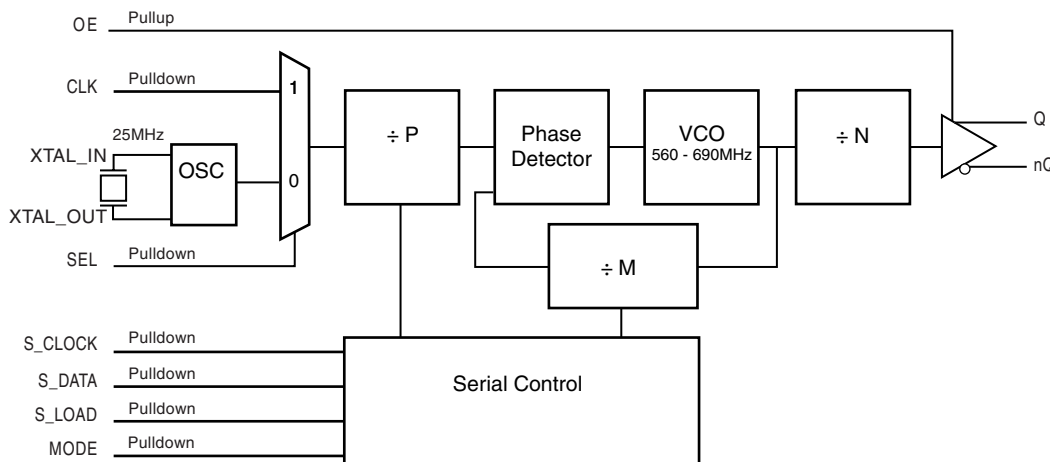 OE Pullup
CLK Pulldown
1
25MHz
XTAL_IN
OSC
0
XTAL_OUT
SEL Pulldown
÷ P
Phase
Detector
VCO
560 - 690MHz
÷ N
Q
nQ
÷ M
S_CLOCK Pulldown
S_DATA Pulldown
S_LOAD Pulldown
MODE Pulldown
Serial Control